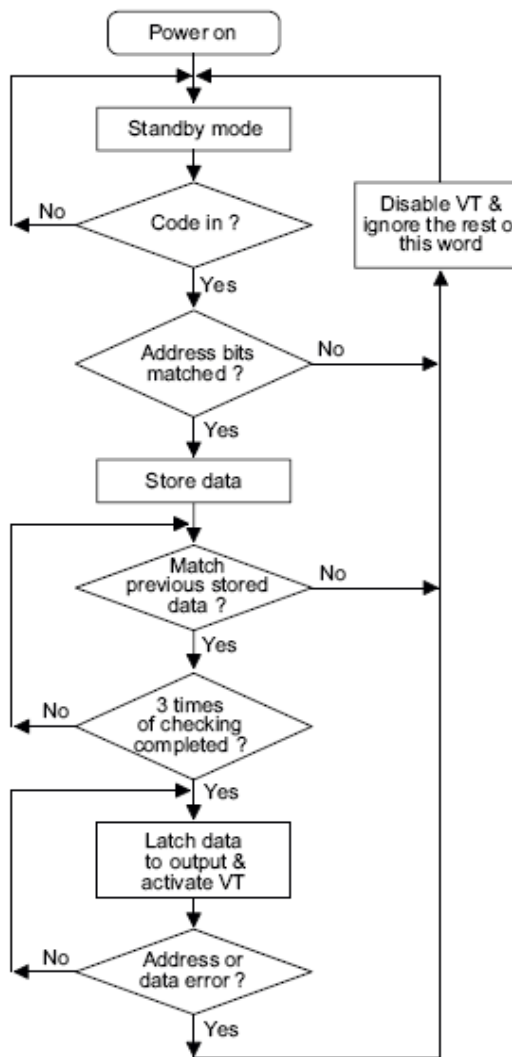 Power on
Standby mode
No
Code in ?
Yes
Disable VT &
ignore the rest o
this word
Address bits
matched ?
No
Yes
Store data
Match
previous stored
data ?
No
Yes
3 times
of checking
completed ?
No
Yes
Latch data
to output &
activate VT
No
Address or
data error ?
Yes